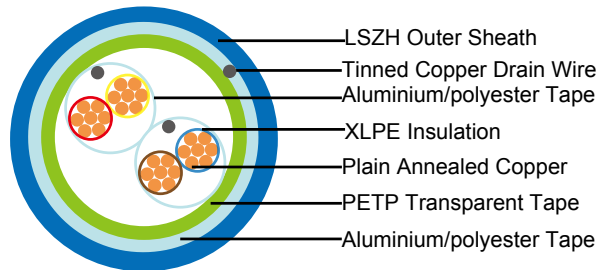 LSZH Outer Sheath
Tinned Copper Drain Wire
Aluminium/polyester Tape
XLPE Insulation
Plain Annealed Copper
PETP Transparent Tape
Aluminium/polyester Tape